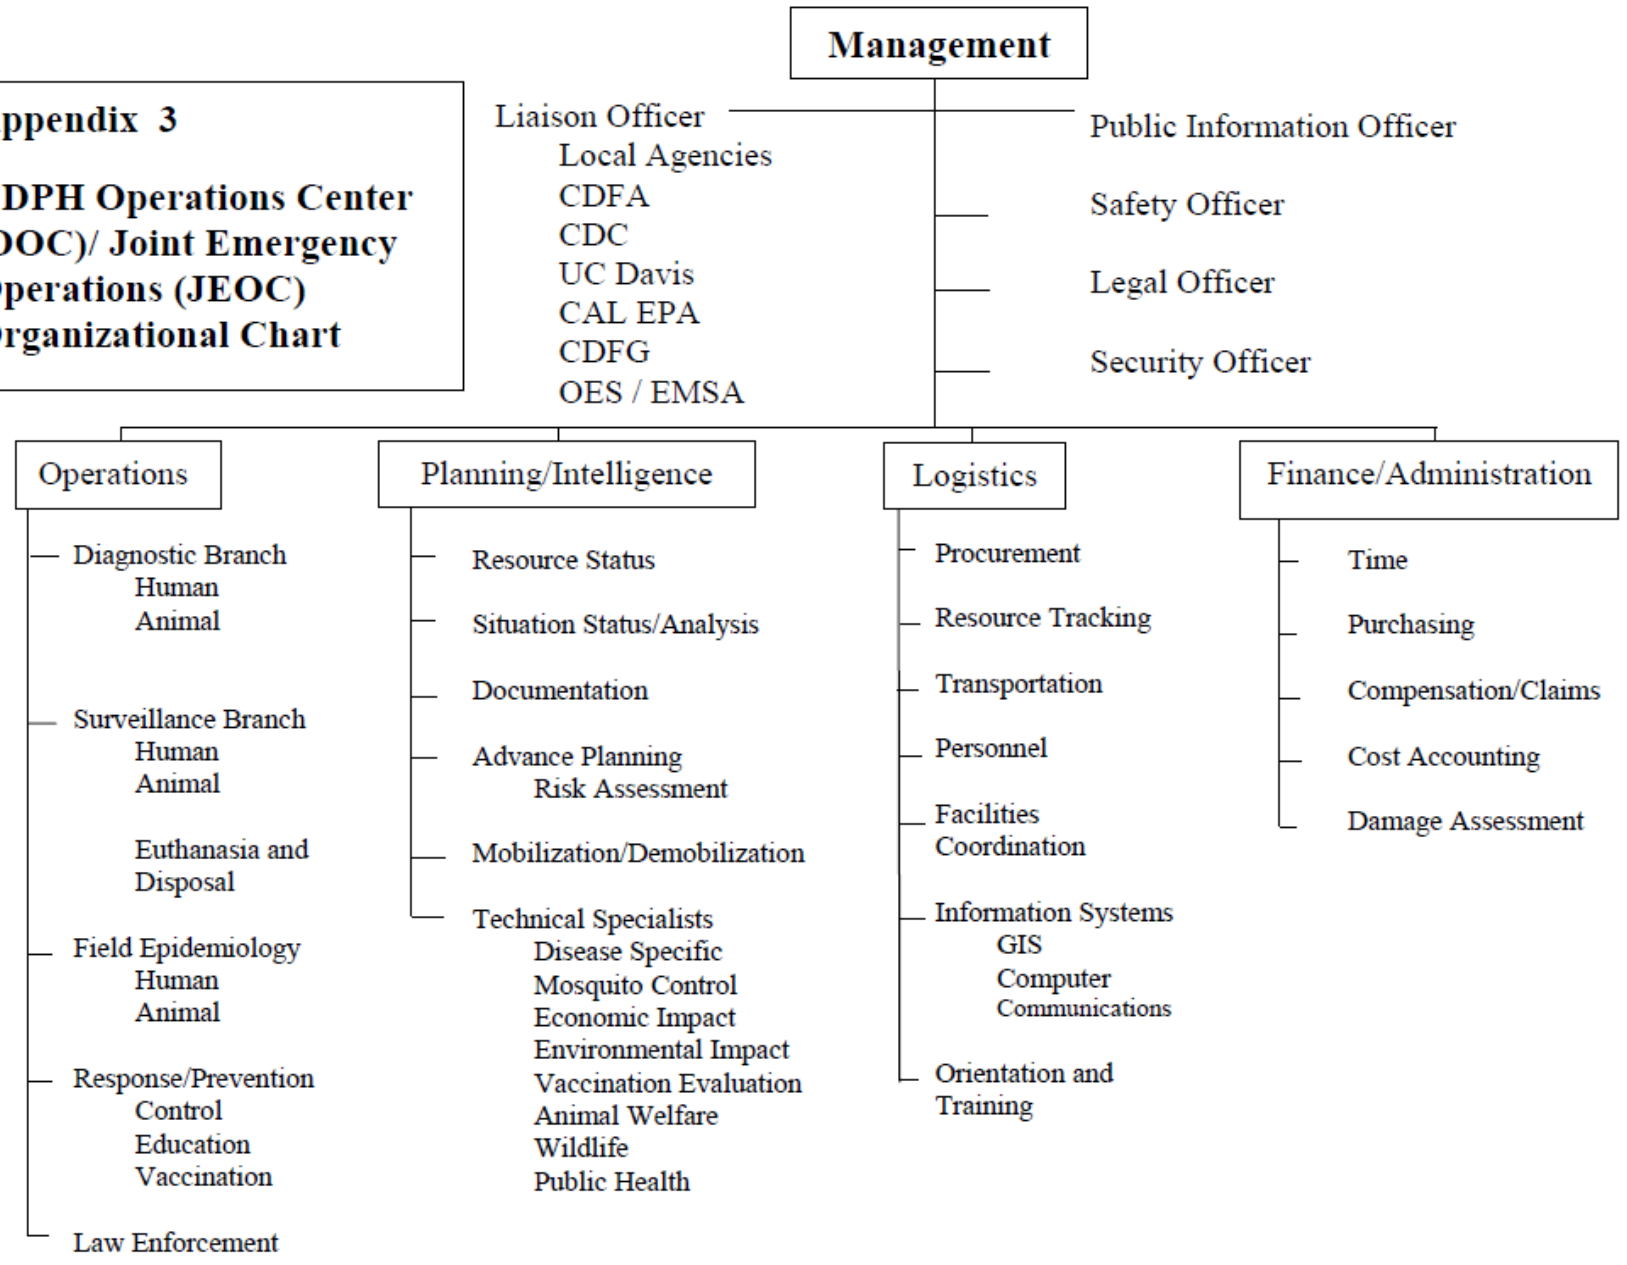 Management
ppendix 3
DPH Operations Center
OOC)/ Joint Emergency
perations (JEOC)
rganizational Chart
Liaison Officer
Local Agencies
CDFA
CDC
UC Davis
CAL EPA
CDFG
OES / EMSA
Public Information Officer
Safety Officer
Legal Officer
Security Officer
Operations
Diagnostic Branch
Human
Animal
Surveillance Branch
Human
Animal
Euthanasia and
Disposal
Field Epidemiology
Human
Animal
Response/Prevention
Control
Education
Vaccination
Law Enforcement
Planning/Intelligence
Resource Status
Situation Status/Analysis
Documentation
Advance Planning
Risk Assessment
Mobilization/Demobilization
Technical Specialists
Disease Specific
Mosquito Control
Economic Impact
Environmental Impact
Vaccination Evaluation
Animal Welfare
Wildlife
Public Health
Logistics
Procurement
Resource Tracking
Transportation
Personnel
Facilities
Coordination
Information Systems
GIS
Computer
Communications
Orientation and
Training
Finance/Administration
Time
Purchasing
Compensation/Claims
Cost Accounting
Damage Assessment